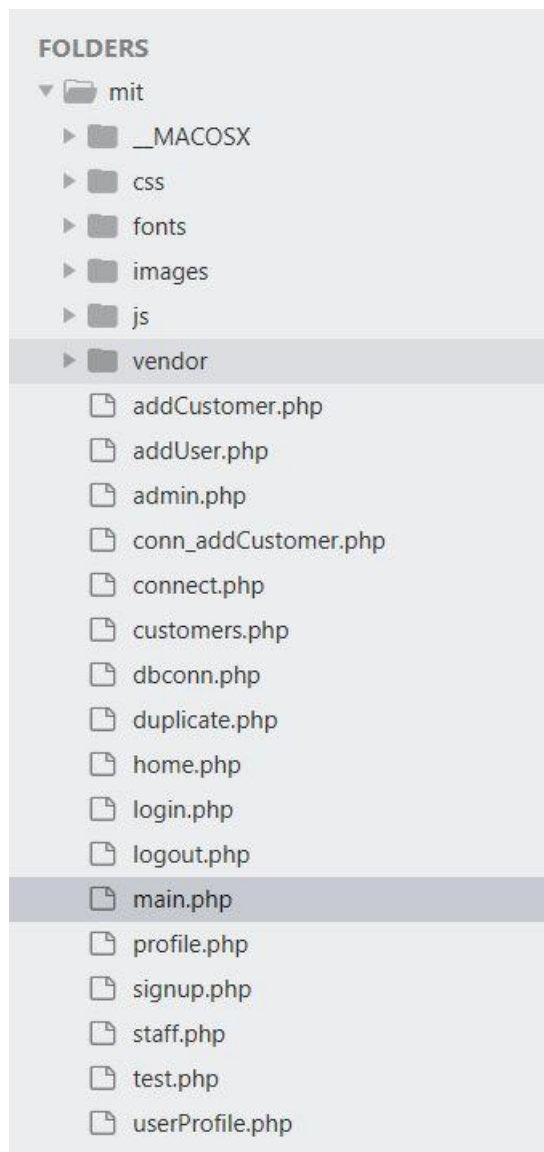 FOLDERS
mit
__MACOSX
css
fonts
images
js
vendor
addCustomer.php
addUser.php
admin.php
conn_addCustomer.php
connect.php
customers.php
dbconn.php
duplicate.php
home.php
login.php
logout.php
main.php
profile.php
signup.php
staff.php
test.php
userProfile.php